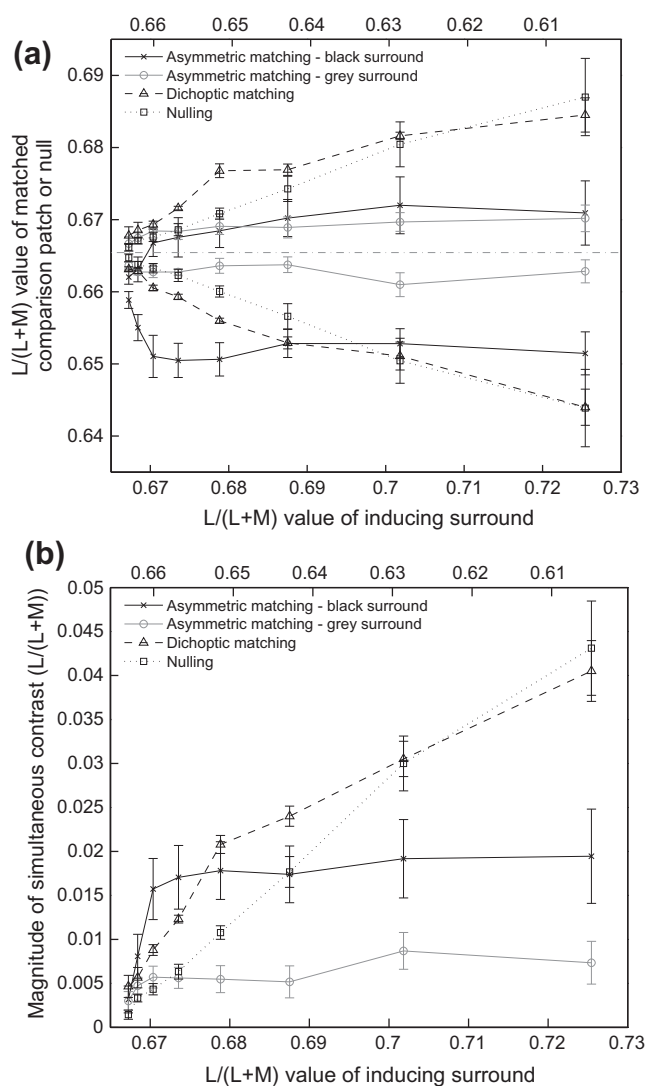 0.66 0.65 0.64 0.63 0.62 0.61
(a)
Asymmetric matching - black surround
Asymmetric matching - grey surround
Dichoptic matching
Nulling
0.69
0.68
0.67
0.66
0.65
0.64
L/(L+M) value of matched
comparison patch or null
0.67 0.68 0.69 0.7 0.71 0.72 0.73
L/(L+M) value of inducing surround
(b)
0.66 0.65 0.64 0.63 0.62 0.61
Asymmetric matching - black surround
Asymmetric matching - grey surround
Dichoptic matching
Nulling
0.05
0.045
0.04
0.035
0.03
0.025
0.02
0.015
0.01
0.005
0
Magnitude of simultaneous contrast (L/(L+M))
0.67 0.68 0.69 0.7 0.71 0.72 0.73
L/(L+M) value of inducing surround